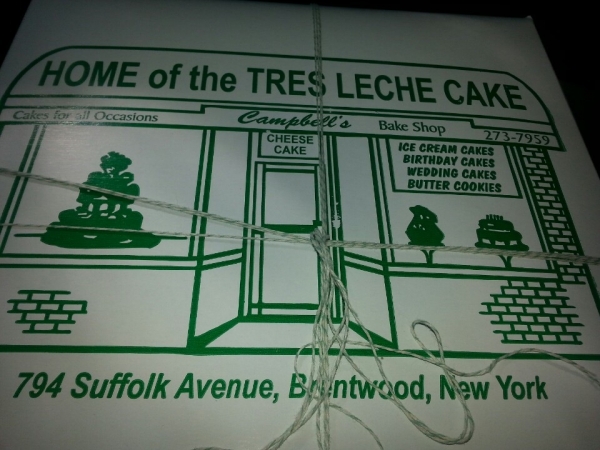 HOME of the TRES LECHE CAKE
Cakes for all Occasions Campbell's Bake Shop 273-7959
CHEESE
CAKE
ICE CREAM CAKES
BIRTHDAY CAKES
WEDDING CAKES
BUTTER COOKIES
794 Suffolk Avenue, Brentwood, New York